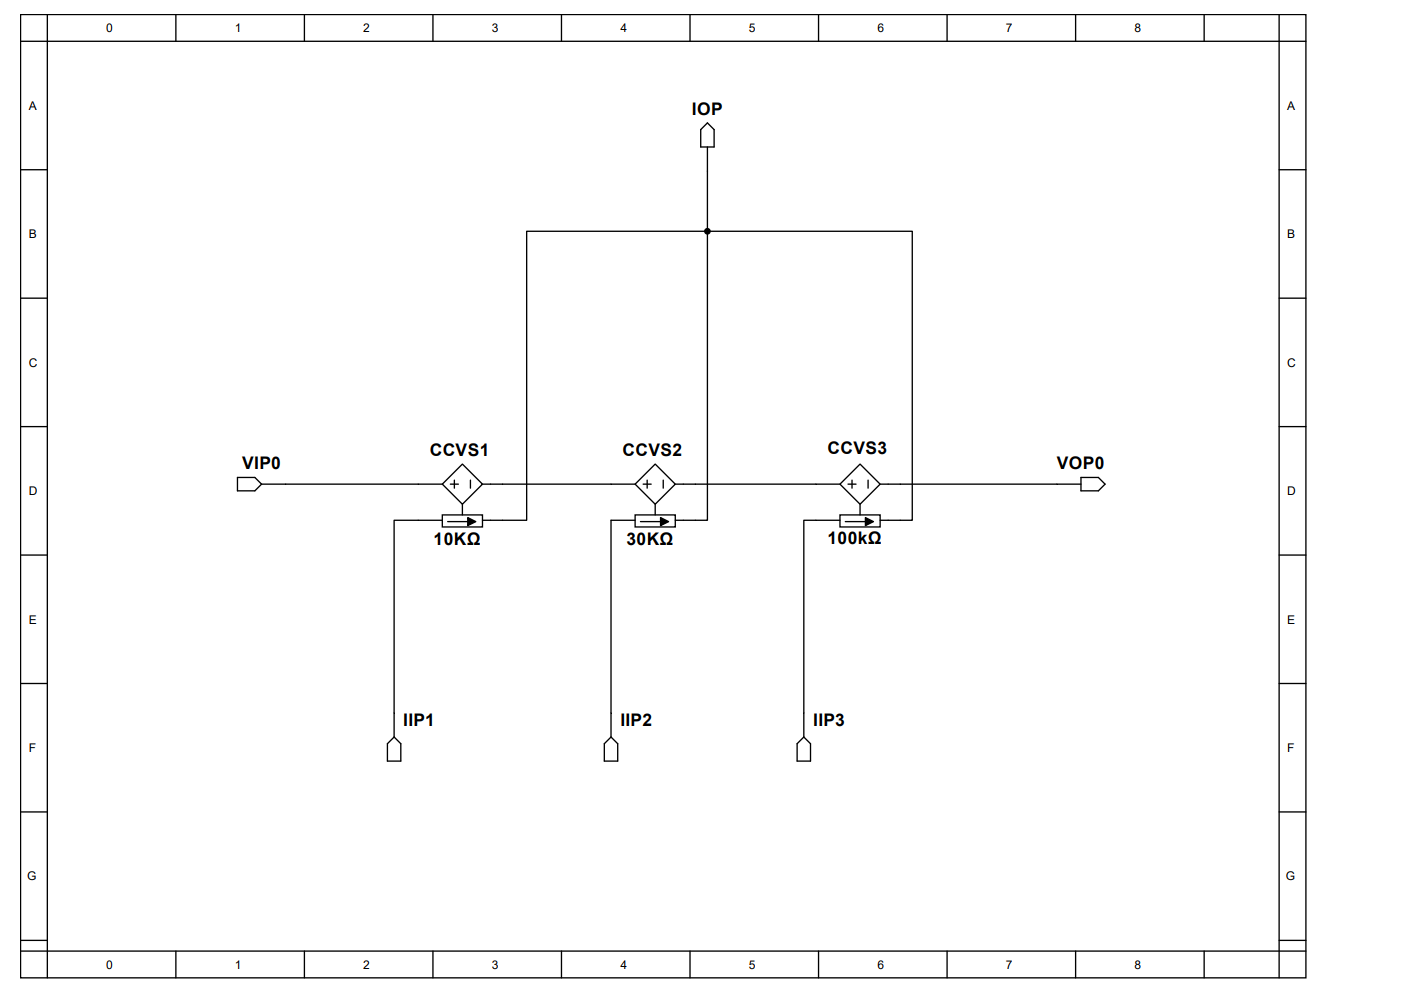 0 1 2 3 4 5 6 7 8
A A
IOP
B B
C C
CCVS1 CCVS2 CCVS3
VIP0 VOP0
+ − + − + −
D D
10KΩ 30KΩ 100kΩ
E E
IIP1 IIP2 IIP3
F F
G G
0 1 2 3 4 5 6 7 8